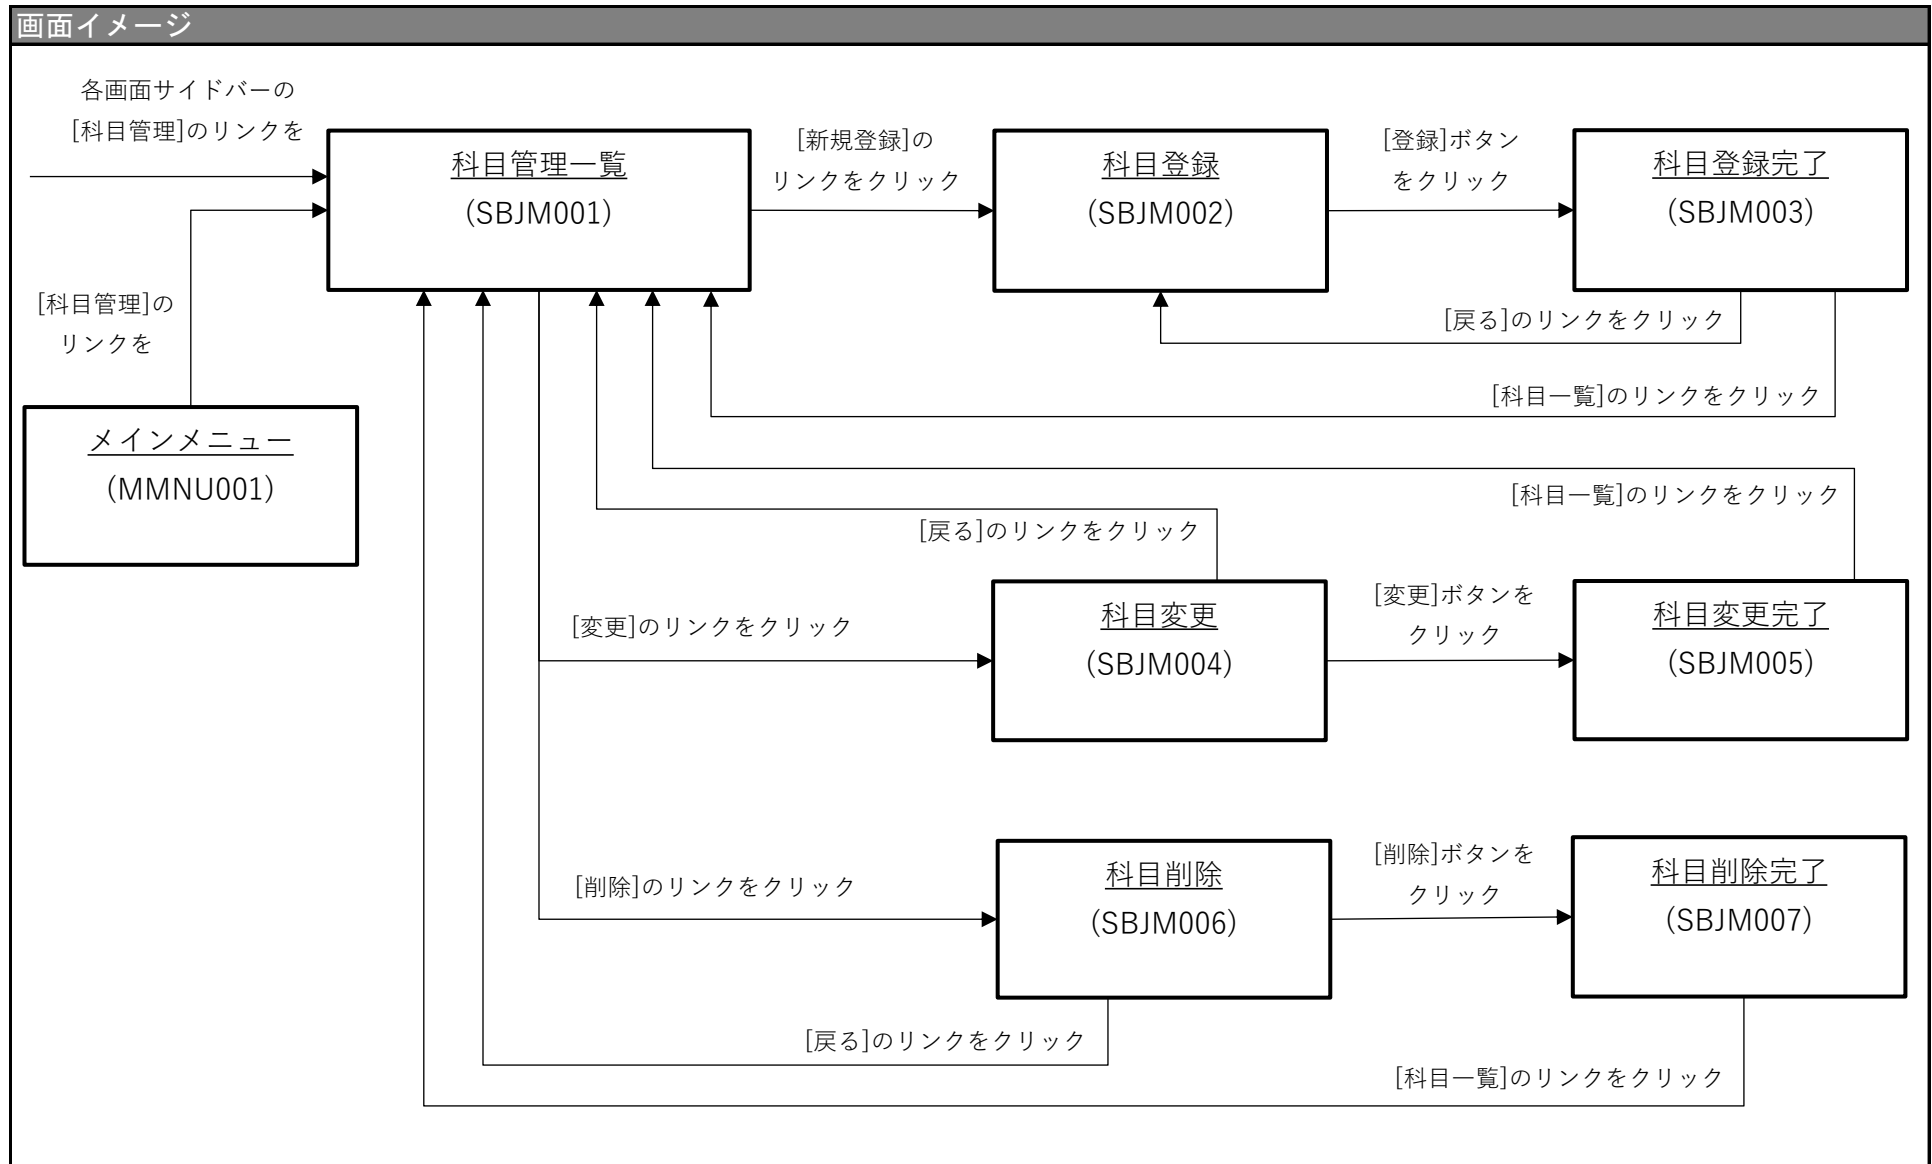 画面イメージ
各画面サイドバーの
[科目管理]のリンクを
科目管理一覧
(SBJM001)
[新規登録]の
リンクをクリック
科目登録
(SBJM002)
[登録]ボタン
をクリック
科目登録完了
(SBJM003)
[科目管理]の
リンクを
[戻る]のリンクをクリック
[科目一覧]のリンクをクリック
メインメニュー
(MMNU001)
[科目一覧]のリンクをクリック
[戻る]のリンクをクリック
[変更]のリンクをクリック
科目変更
(SBJM004)
[変更]ボタンを
クリック
科目変更完了
(SBJM005)
[削除]のリンクをクリック
科目削除
(SBJM006)
[削除]ボタンを
クリック
科目削除完了
(SBJM007)
[戻る]のリンクをクリック
[科目一覧]のリンクをクリック